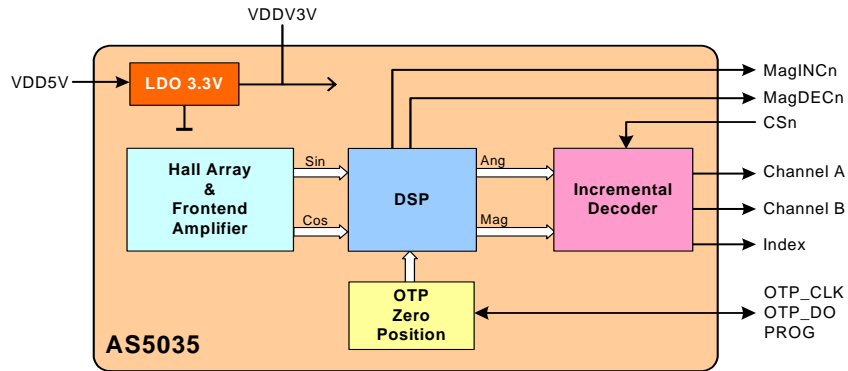 VDDV3V
VDD5V
LDO 3.3V
MagINCn
MagDECn
CSn
Hall Array
&
Frontend
Amplifier
Sin
Cos
DSP
Ang
Mag
Incremental
Decoder
Channel A
Channel B
Index
OTP
Zero
Position
OTP_CLK
OTP_DO
PROG
AS5035